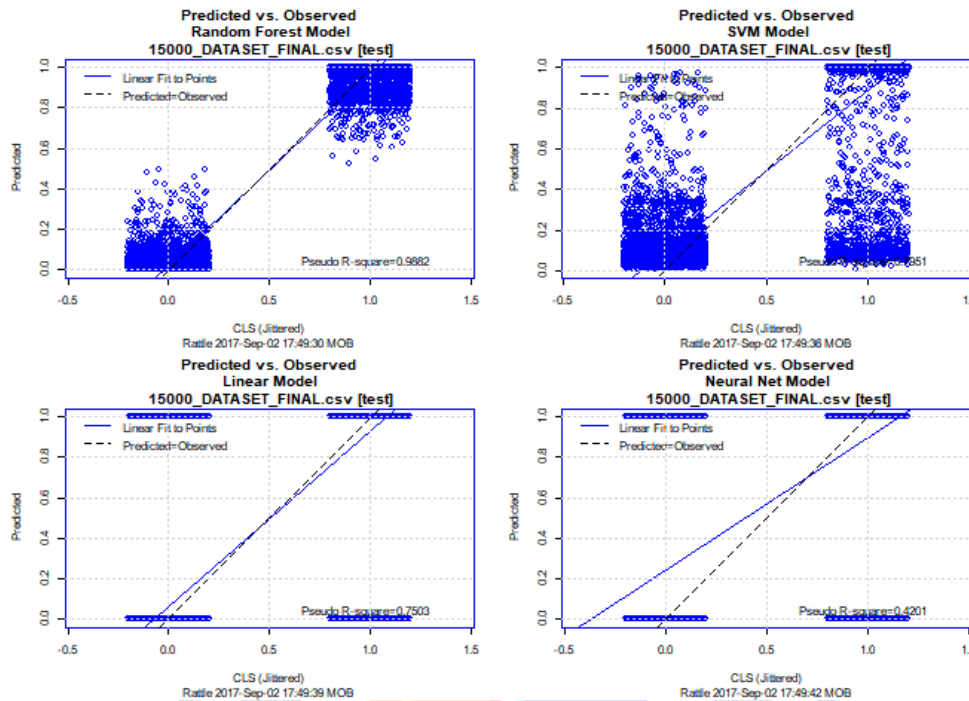 Predicted vs. Observed
Random Forest Model
15000_DATASET_FINAL.csv [test]
Linear Fit to Points
Predicted=Observed
Predicted
1.0
0.8
0.6
0.4
0.2
0.0
Pseudo R-square=0.9882
-0.5 0.0 0.5 1.0 1.5
CLS (Jittered)
Rattle 2017-Sep-02 17:49:30 MOB
Predicted vs. Observed
SVM Model
15000_DATASET_FINAL.csv [test]
Linear Fit to Points
Predicted=Observed
Predicted
1.0
0.8
0.6
0.4
0.2
0.0
Pseudo
-0.5 0.0 0.5 1.0 1.5
CLS (Jittered)
Rattle 2017-Sep-02 17:49:36 MOB
Predicted vs. Observed
Linear Model
15000_DATASET_FINAL.csv [test]
Linear Fit to Points
Predicted=Observed
Predicted
1.0
0.8
0.6
0.4
0.2
0.0
Pseudo R-square=0.7503
-0.5 0.0 0.5 1.0 1.5
CLS (Jittered)
Rattle 2017-Sep-02 17:49:39 MOB
Predicted vs. Observed
Neural Net Model
15000_DATASET_FINAL.csv [test]
Linear Fit to Points
Predicted=Observed
Predicted
1.0
0.8
0.6
0.4
0.2
0.0
Pseudo R-square=0.4201
-0.5 0.0 0.5 1.0 1.5
CLS (Jittered)
Rattle 2017-Sep-02 17:49:42 MOB